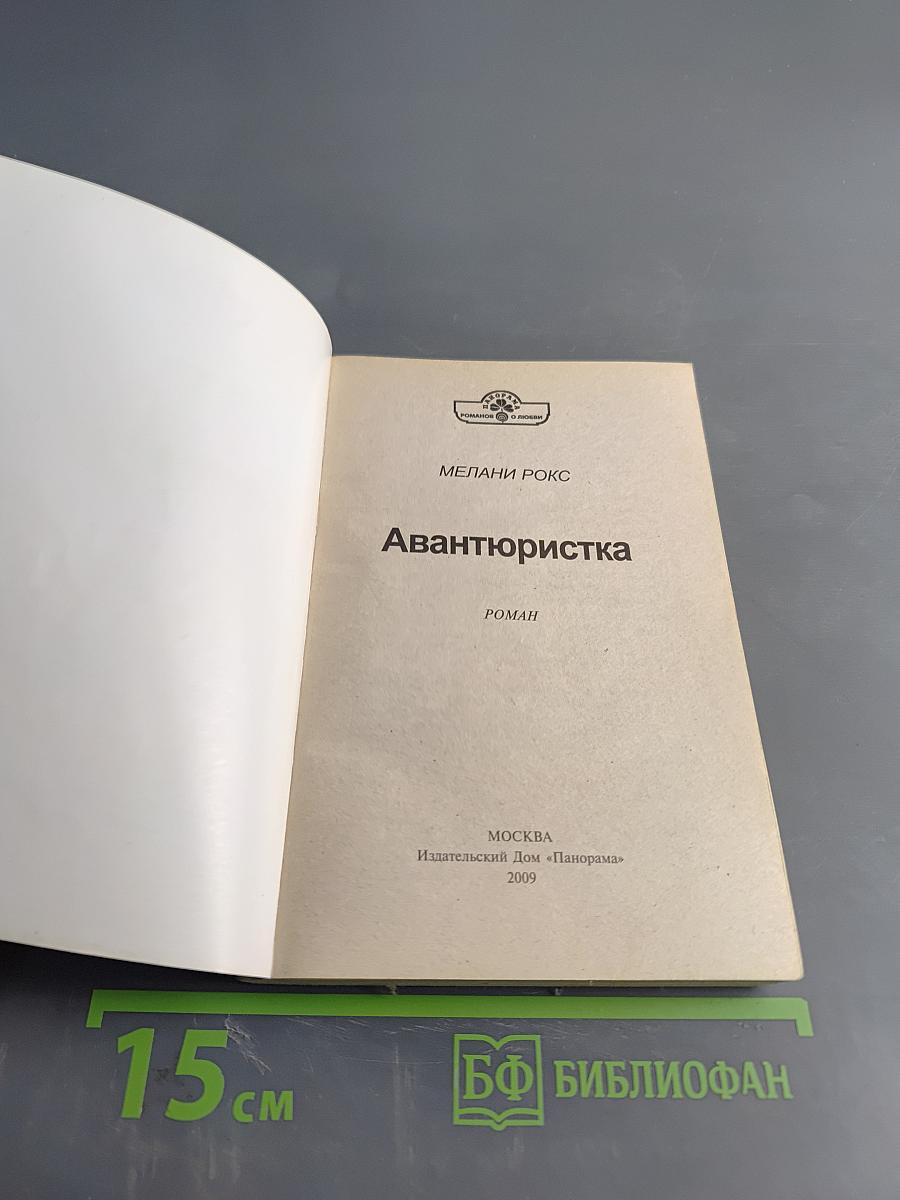 ПАНОРАМА
РОМАНОВ О ЛЮБВИ
МЕЛАНИ РОКС
Авантюристка
РОМАН
МОСКВА
Издательский Дом «Панорама»
2009
15 см
БФ БИБЛИОФАН